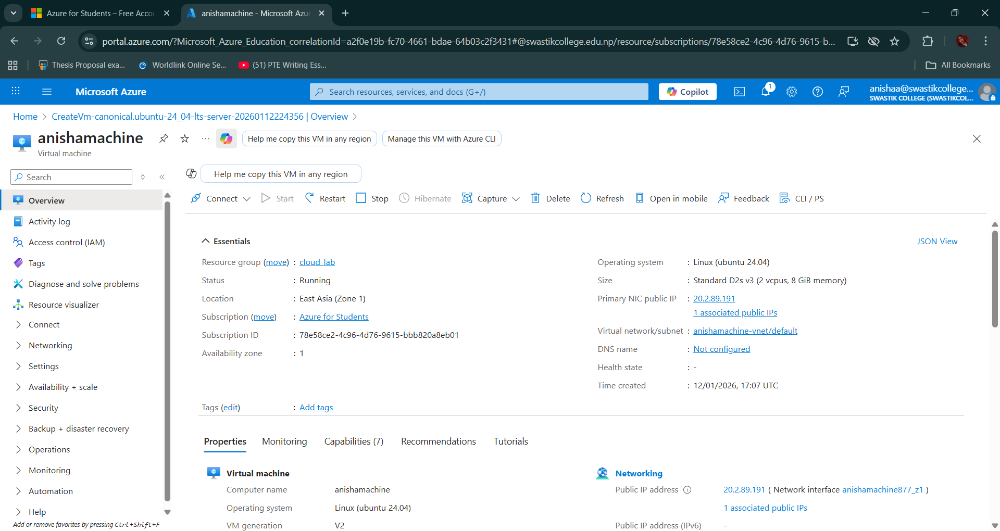 Azure for Students – Free Accou
anishamachine - Microsoft Azu
portal.azure.com/?Microsoft_Azure_Education_correlationId=a2f0e19b-fc70-4661-bdae-64b03c2f3431#@swastikcollege.edu.np/resource/subscriptions/78e58ce2-4c96-4d76-9615-b...
Thesis Proposal exa...
Worldlink Online Se...
(51) PTE Writing Ess...
All Bookmarks
Microsoft Azure
Search resources, services, and docs (G+/)
Copilot
1
anishaa@swastikcollege...
SWASTIK COLLEGE (SWASTIKCOL...
Home > CreateVm-canonical.ubuntu-24_04-lts-server-20260112224356 | Overview >
anishamachine
Virtual machine
Help me copy this VM in any region
Manage this VM with Azure CLI
Search
Help me copy this VM in any region
Connect
Start
Restart
Stop
Hibernate
Capture
Delete
Refresh
Open in mobile
Feedback
CLI / PS
Overview
Activity log
Access control (IAM)
Tags
Diagnose and solve problems
Resource visualizer
Connect
Networking
Settings
Availability + scale
Security
Backup + disaster recovery
Operations
Monitoring
Automation
Help
Add or remove favorites by pressing Ctrl+Shift+F
Essentials
JSON View
Resource group (move) : cloud_lab
Status : Running
Location : East Asia (Zone 1)
Subscription (move) : Azure for Students
Subscription ID : 78e58ce2-4c96-4d76-9615-bbb820a8eb01
Availability zone : 1
Operating system : Linux (ubuntu 24.04)
Size : Standard D2s v3 (2 vcpus, 8 GiB memory)
Primary NIC public IP : 20.2.89.191
1 associated public IPs
Virtual network/subnet : anishamachine-vnet/default
DNS name : Not configured
Health state : -
Time created : 12/01/2026, 17:07 UTC
Tags (edit) : Add tags
Properties
Monitoring
Capabilities (7)
Recommendations
Tutorials
Virtual machine
Computer name anishamachine
Operating system Linux (ubuntu 24.04)
VM generation V2
Networking
Public IP address 20.2.89.191 ( Network interface anishamachine877_z1 )
1 associated public IPs
Public IP address (IPv6) -